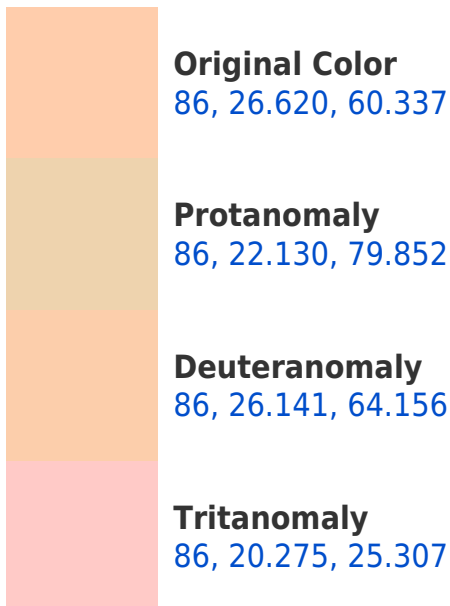 Original Color
86, 26.620, 60.337
Protanomaly
86, 22.130, 79.852
Deuteranomaly
86, 26.141, 64.156
Tritanomaly
86, 20.275, 25.307